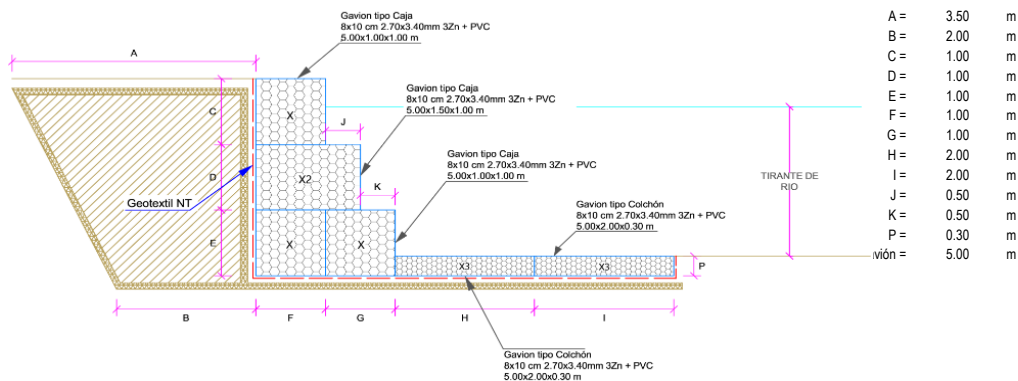 Gavion tipo Caja
8x10 cm 2.70x3.40mm 3Zn + PVC
5.00x1.00x1.00 m
A
C
X
J
Gavion tipo Caja
8x10 cm 2.70x3.40mm 3Zn + PVC
5.00x1.50x1.00 m
D
X2
K
Gavion tipo Caja
8x10 cm 2.70x3.40mm 3Zn + PVC
5.00x1.00x1.00 m
TIRANTE DE
RIO
Geotextil NT
Gavion tipo Colchón
8x10 cm 2.70x3.40mm 3Zn + PVC
5.00x2.00x0.30 m
E
X
X
X3
X3
P
B
F
G
H
I
Gavion tipo Colchón
8x10 cm 2.70x3.40mm 3Zn + PVC
5.00x2.00x0.30 m
A = 3.50 m
B = 2.00 m
C = 1.00 m
D = 1.00 m
E = 1.00 m
F = 1.00 m
G = 1.00 m
H = 2.00 m
I = 2.00 m
J = 0.50 m
K = 0.50 m
P = 0.30 m
vión = 5.00 m